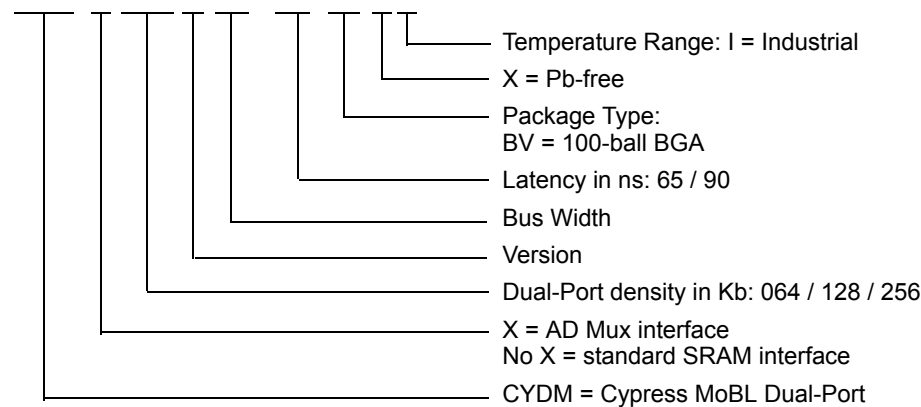 Temperature Range: I = Industrial
X = Pb-free
Package Type:
BV = 100-ball BGA
Latency in ns: 65 / 90
Bus Width
Version
Dual-Port density in Kb: 064 / 128 / 256
X = AD Mux interface
No X = standard SRAM interface
CYDM = Cypress MoBL Dual-Port